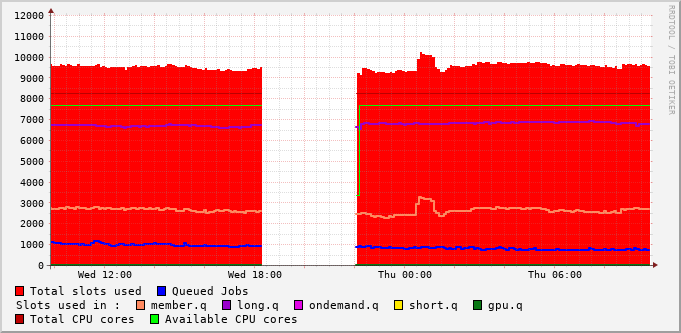 12000
11000
10000
9000
8000
7000
6000
5000
4000
3000
2000
1000
0
Wed 12:00 Wed 18:00 Thu 00:00 Thu 06:00
RRDTOOL / TOBI OETIKER
Total slots used Queued Jobs
Slots used in : member.q long.q ondemand.q short.q gpu.q
Total CPU cores Available CPU cores